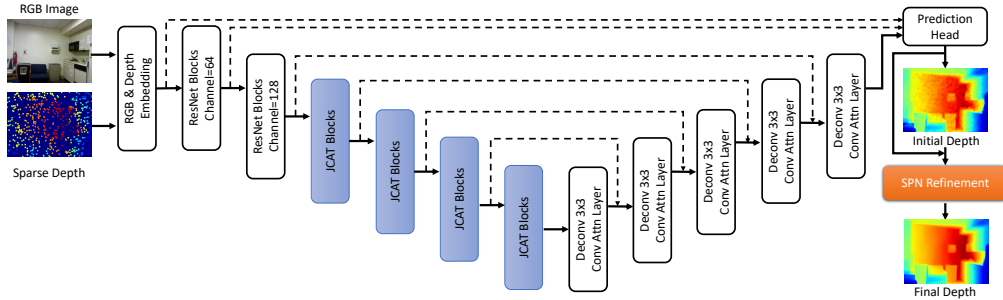 RGB Image
Sparse Depth
RGB & Depth
Embedding
ResNet Blocks
Channel=64
ResNet Blocks
Channel=128
JCAT Blocks
JCAT Blocks
JCAT Blocks
JCAT Blocks
Deconv 3x3
Conv Attn Layer
Deconv 3x3
Conv Attn Layer
Deconv 3x3
Conv Attn Layer
Deconv 3x3
Conv Attn Layer
Deconv 3x3
Conv Attn Layer
Prediction
Head
Initial Depth
SPN Refinement
Final Depth